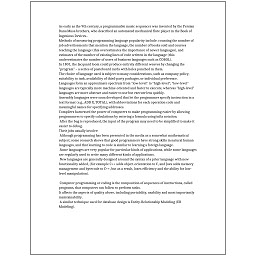 as early as the 9th century, a programmable music sequencer was invented by the Persian
Banu Musa brothers, who described an automated mechanical flute player in the Book of
Ingenious Devices.
Methods of measuring programming language popularity include: counting the number of
job advertisements that mention the language, the number of books sold and courses
teaching the language (this overestimates the importance of newer languages), and
estimates of the number of existing lines of code written in the language (this
underestimates the number of users of business languages such as COBOL).
In 1801, the Jacquard loom could produce entirely different weaves by changing the
"program" – a series of pasteboard cards with holes punched in them.
The choice of language used is subject to many considerations, such as company policy,
suitability to task, availability of third-party packages, or individual preference.
Languages form an approximate spectrum from "low-level" to "high-level"; "low-level"
languages are typically more machine-oriented and faster to execute, whereas "high-level"
languages are more abstract and easier to use but execute less quickly.
Assembly languages were soon developed that let the programmer specify instruction in a
text format (e.g., ADD X, TOTAL), with abbreviations for each operation code and
meaningful names for specifying addresses.
Compilers harnessed the power of computers to make programming easier by allowing
programmers to specify calculations by entering a formula using infix notation.
After the bug is reproduced, the input of the program may need to be simplified to make it
easier to debug.
Their jobs usually involve:
Although programming has been presented in the media as a somewhat mathematical
subject, some research shows that good programmers have strong skills in natural human
languages, and that learning to code is similar to learning a foreign language.
Some languages are very popular for particular kinds of applications, while some languages
are regularly used to write many different kinds of applications.
New languages are generally designed around the syntax of a prior language with new
functionality added, (for example C++ adds object-orientation to C, and Java adds memory
management and bytecode to C++, but as a result, loses efficiency and the ability for low-
level manipulation).
Computer programming or coding is the composition of sequences of instructions, called
programs, that computers can follow to perform tasks.
It affects the aspects of quality above, including portability, usability and most importantly
maintainability.
A similar technique used for database design is Entity-Relationship Modeling (ER
Modeling).